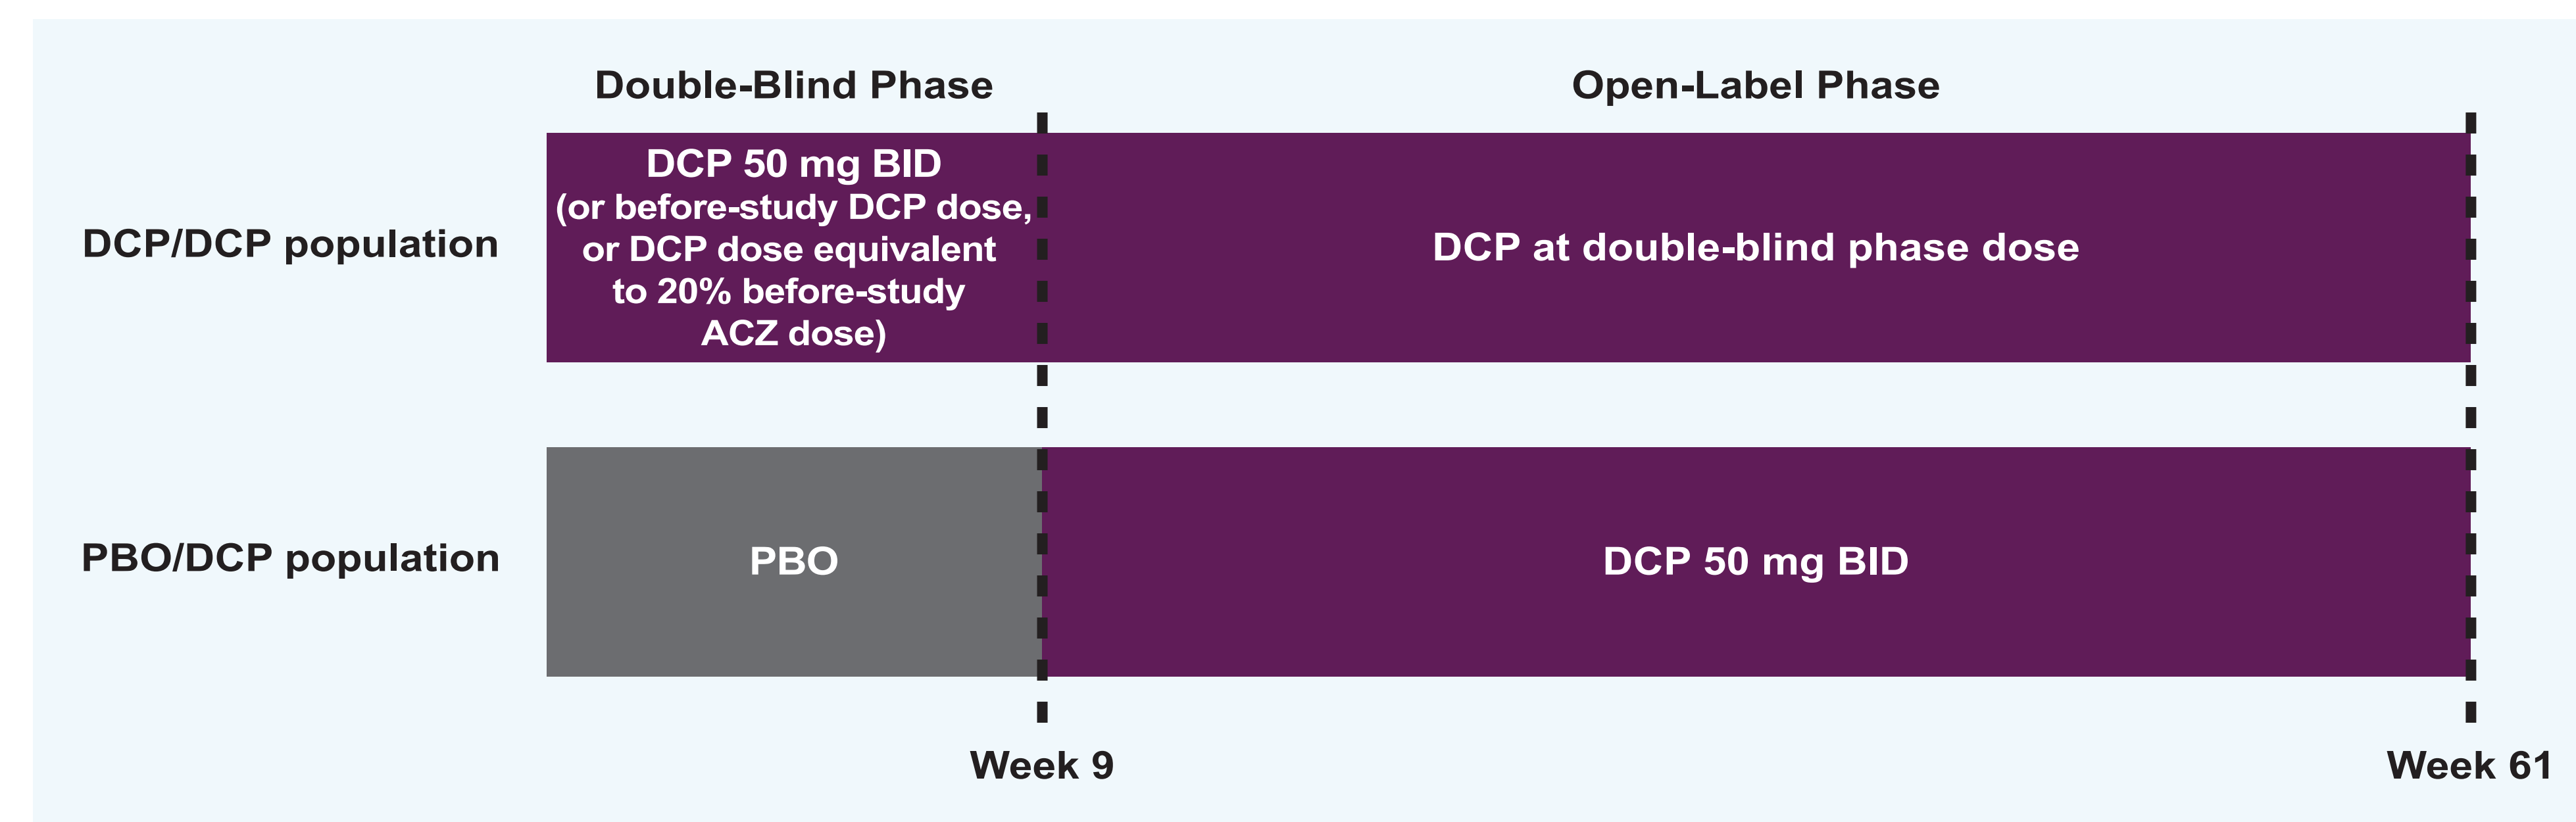 Double-Blind Phase
Open-Label Phase
DCP/DCP population
DCP 50 mg BID
(or before-study DCP dose,
or DCP dose equivalent
to 20% before-study
ACZ dose)
DCP at double-blind phase dose
PBO/DCP population
PBO
DCP 50 mg BID
Week 9
Week 61